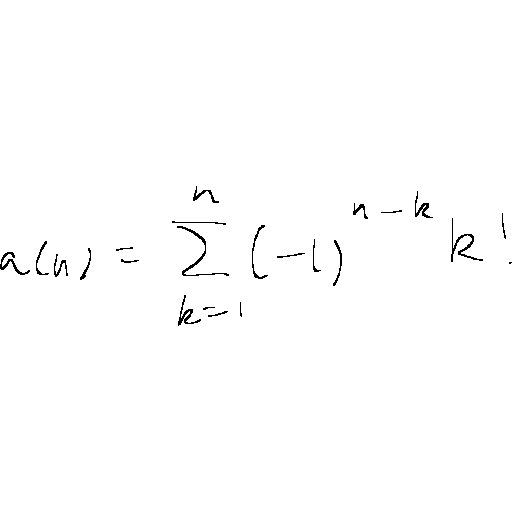 a(n) = \sum_{k=1}^{n} (-1)^{n-k} k!